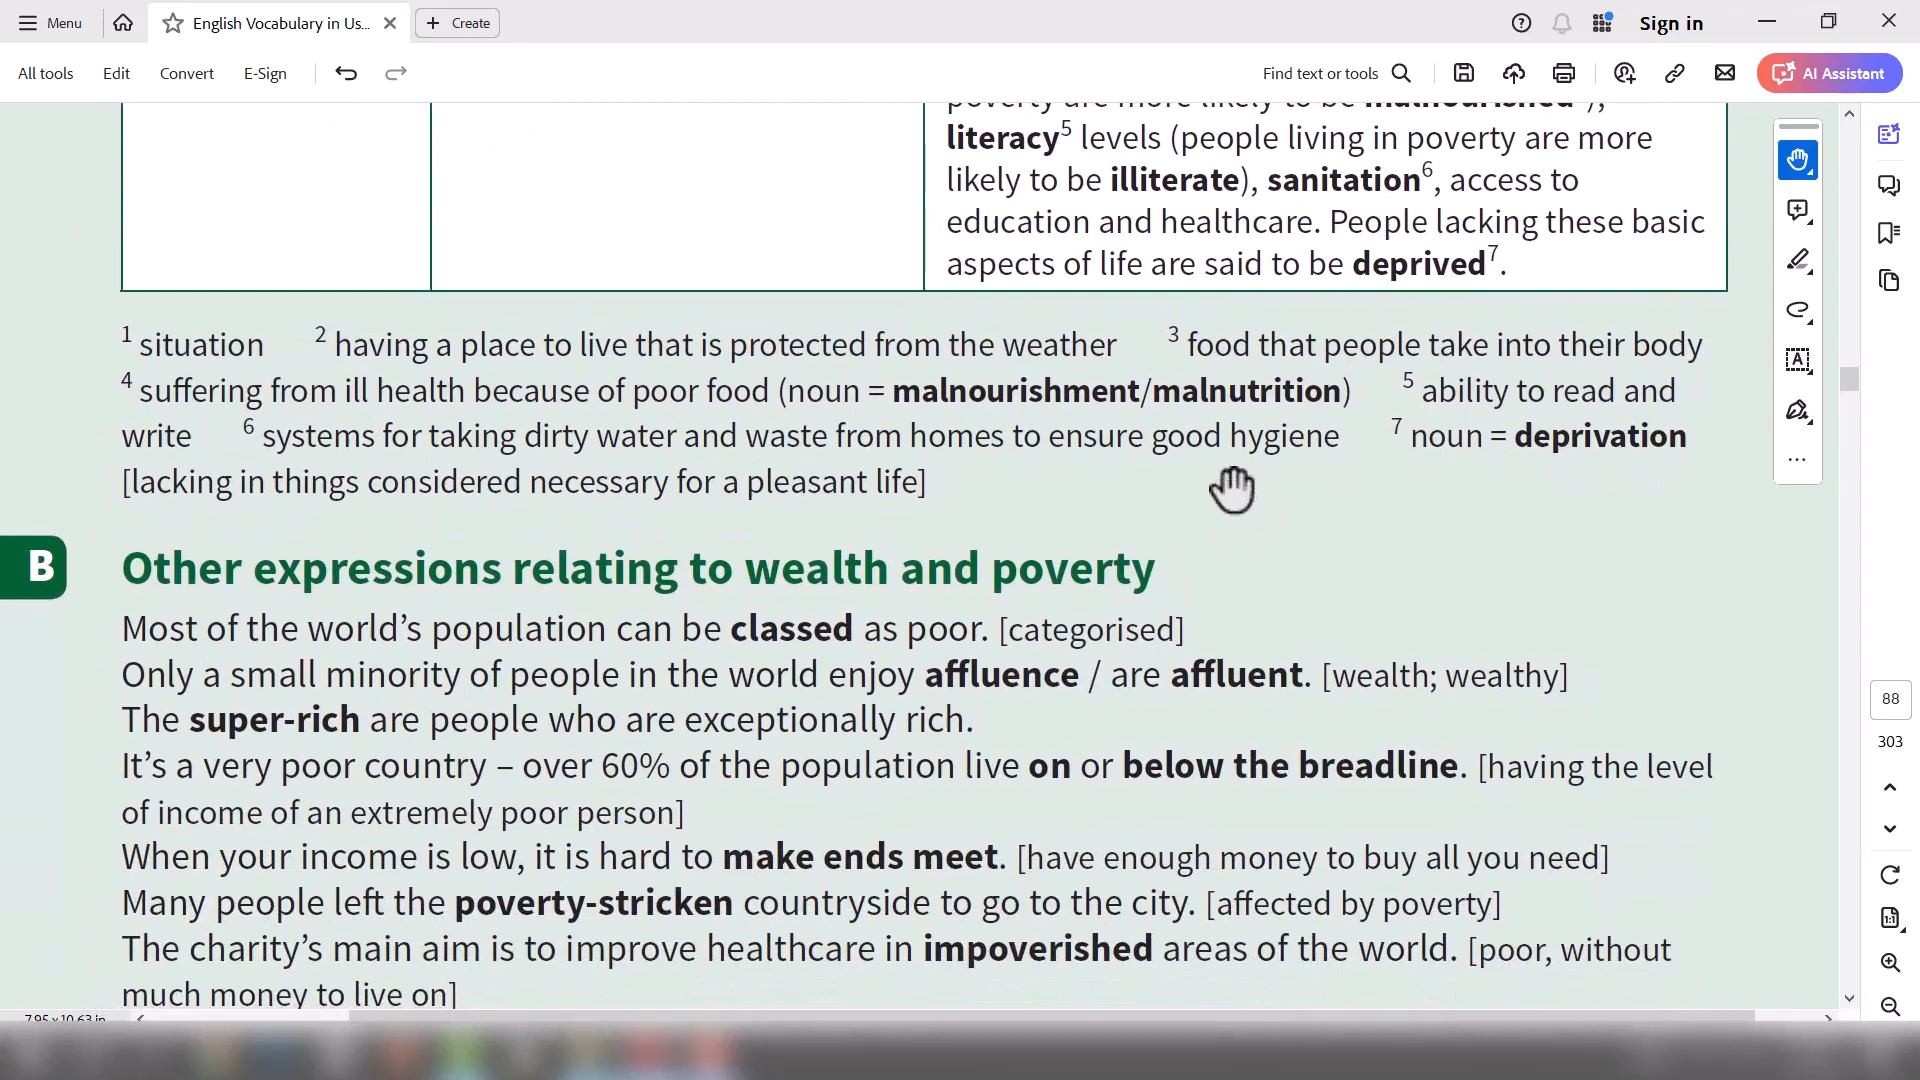 Menu English Vocabulary in Us... Create Sign in
All tools Edit Convert E-Sign Find text or tools AI Assistant
poverty are more likely to be malnourished⁴),
literacy⁵ levels (people living in poverty are more
likely to be illiterate), sanitation⁶, access to
education and healthcare. People lacking these basic
aspects of life are said to be deprived⁷.
¹ situation ² having a place to live that is protected from the weather ³ food that people take into their body
⁴ suffering from ill health because of poor food (noun = malnourishment/malnutrition) ⁵ ability to read and
write ⁶ systems for taking dirty water and waste from homes to ensure good hygiene ⁷ noun = deprivation
[lacking in things considered necessary for a pleasant life]
B Other expressions relating to wealth and poverty
Most of the world’s population can be classed as poor. [categorised]
Only a small minority of people in the world enjoy affluence / are affluent. [wealth; wealthy]
The super-rich are people who are exceptionally rich.
It’s a very poor country – over 60% of the population live on or below the breadline. [having the level
of income of an extremely poor person]
When your income is low, it is hard to make ends meet. [have enough money to buy all you need]
Many people left the poverty-stricken countryside to go to the city. [affected by poverty]
The charity’s main aim is to improve healthcare in impoverished areas of the world. [poor, without
much money to live on]
88
303
7.95 x 10.63 in